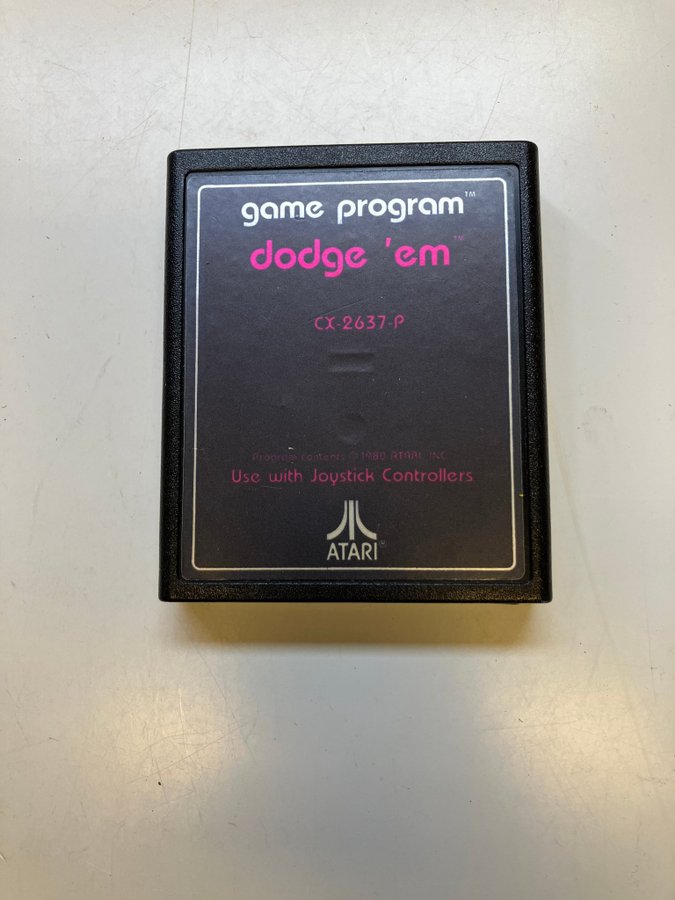 game program™
dodge 'em™
CX-2637-P
Program Contents © 1980 ATARI, INC.
Use with Joystick Controllers
ATARI®